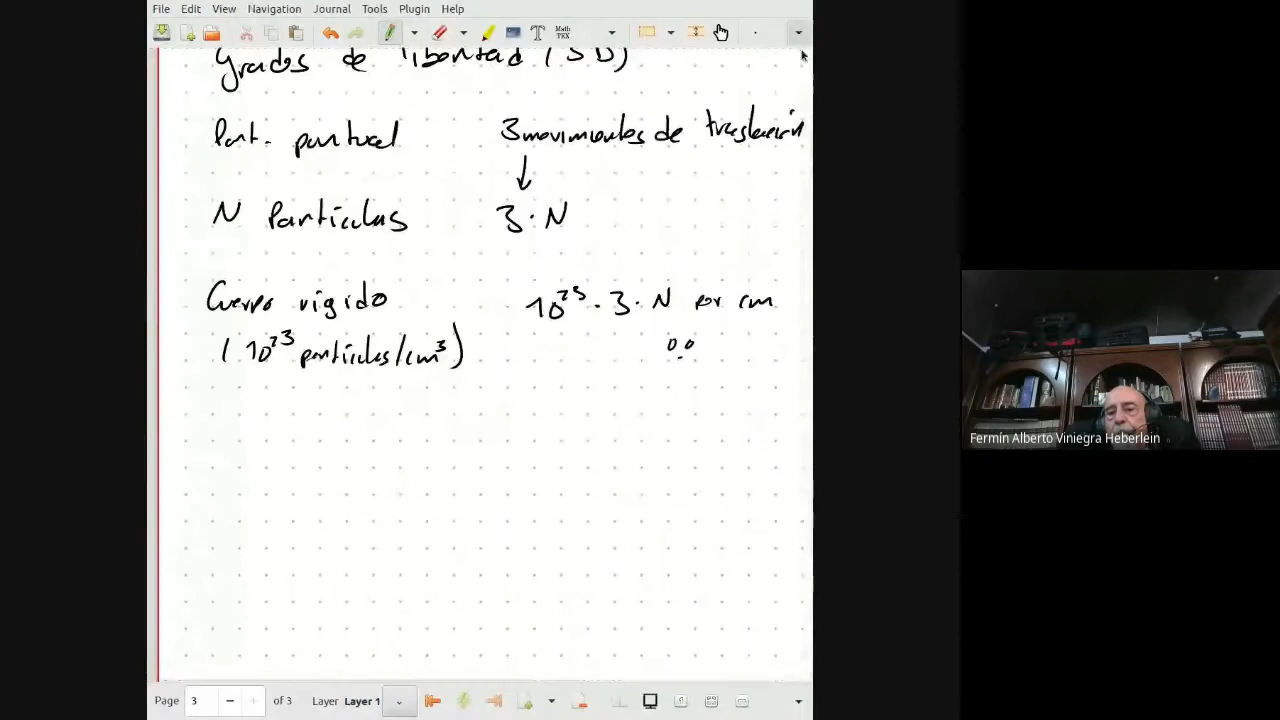 File Edit View Navigation Journal Tools Plugin Help
Math TEX
Grados de libertad (3D)
Part. puntual 3 movimientos de traslación
N Partículas 3·N
Cuerpo rígido 10²³ · 3 · N por cm
(10²³ partículas/cm³)
Fermín Alberto Viniegra Heberlein
Page 3 of 3 Layer Layer 1